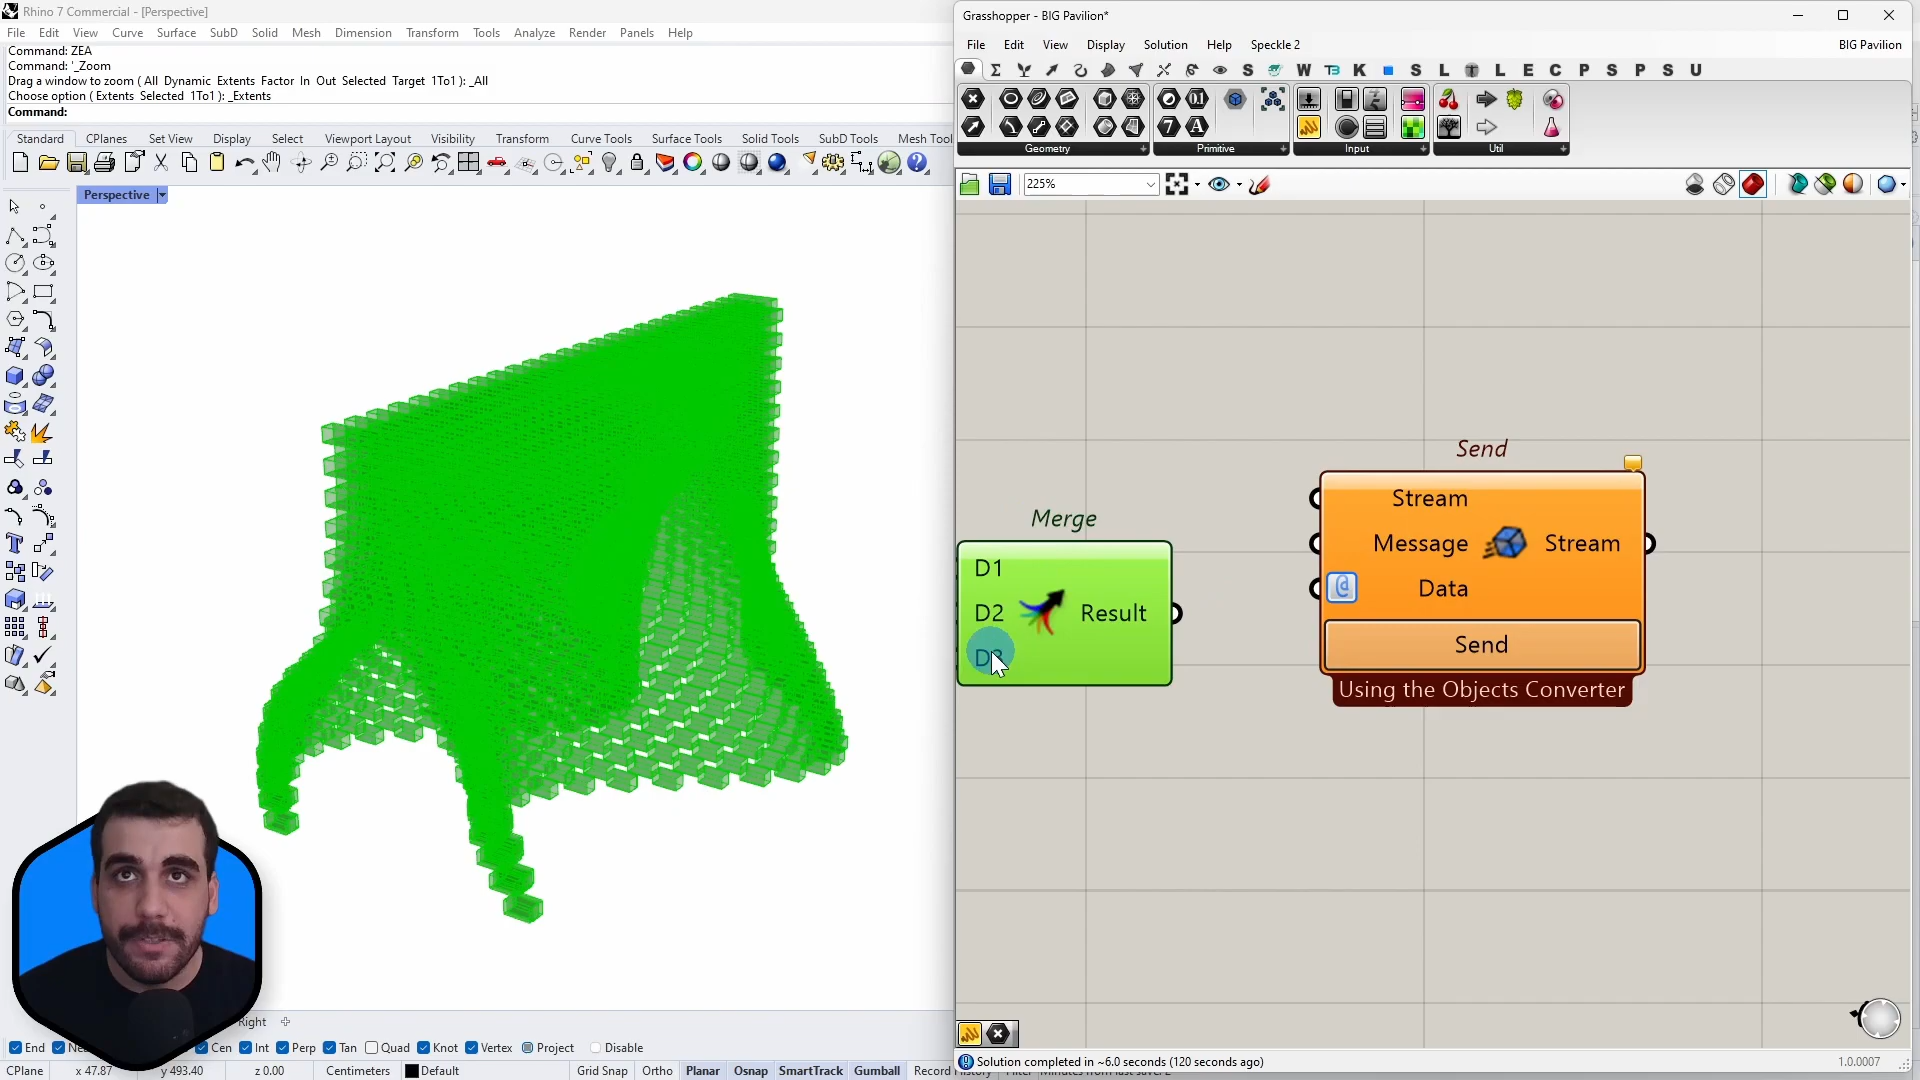 Rhino 7 Commercial - [Perspective]
File Edit View Curve Surface SubD Solid Mesh Dimension Transform Tools Analyze Render Panels Help
Command: ZEA
Command: '_Zoom
Drag a window to zoom ( All Dynamic Extents Factor In Out Selected Target 1To1 ): _All
Choose option ( Extents Selected 1To1 ): _Extents
Command:
Standard CPlanes Set View Display Select Viewport Layout Visibility Transform Curve Tools Surface Tools Solid Tools SubD Tools Mesh Tool
Perspective
Right
End Cen Int Perp Tan Quad Knot Vertex Project Disable
CPlane x 47.87 y 493.40 z 0.00 Centimeters Default Grid Snap Ortho Planar Osnap SmartTrack Gumball
Grasshopper - BIG Pavilion*
File Edit View Display Solution Help Speckle 2 BIG Pavilion
S W K S L L E C P S P S U
Geometry Primitive Input Util
225%
Send
Stream
Message Stream
Data
Send
Using the Objects Converter
Merge
D1
D2 Result
Solution completed in ~6.0 seconds (120 seconds ago) 1.0.0007